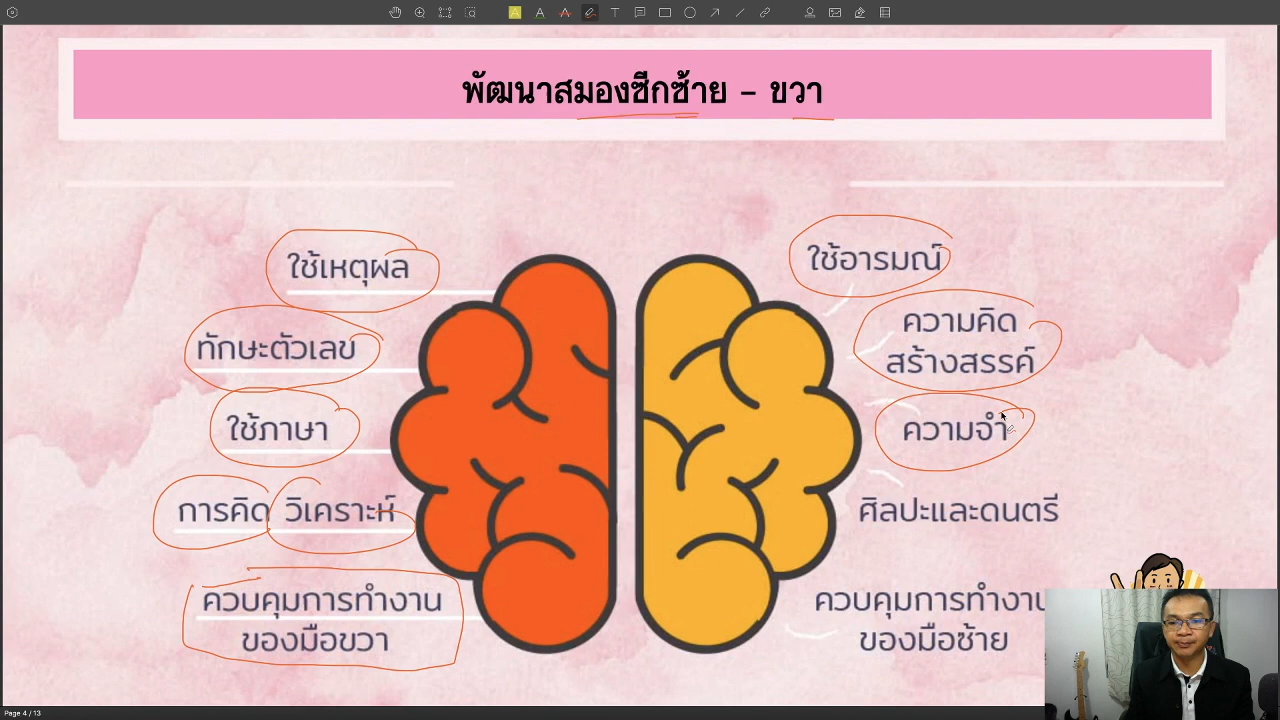 พัฒนาสมองซีกซ้าย – ขวา
ใช้เหตุผล
ทักษะตัวเลข
ใช้ภาษา
การคิด วิเคราะห์
ควบคุมการทำงาน
ของมือขวา
ใช้อารมณ์
ความคิด
สร้างสรรค์
ความจำ
ศิลปะและดนตรี
ควบคุมการทำงาน
ของมือซ้าย
Page 4 / 13